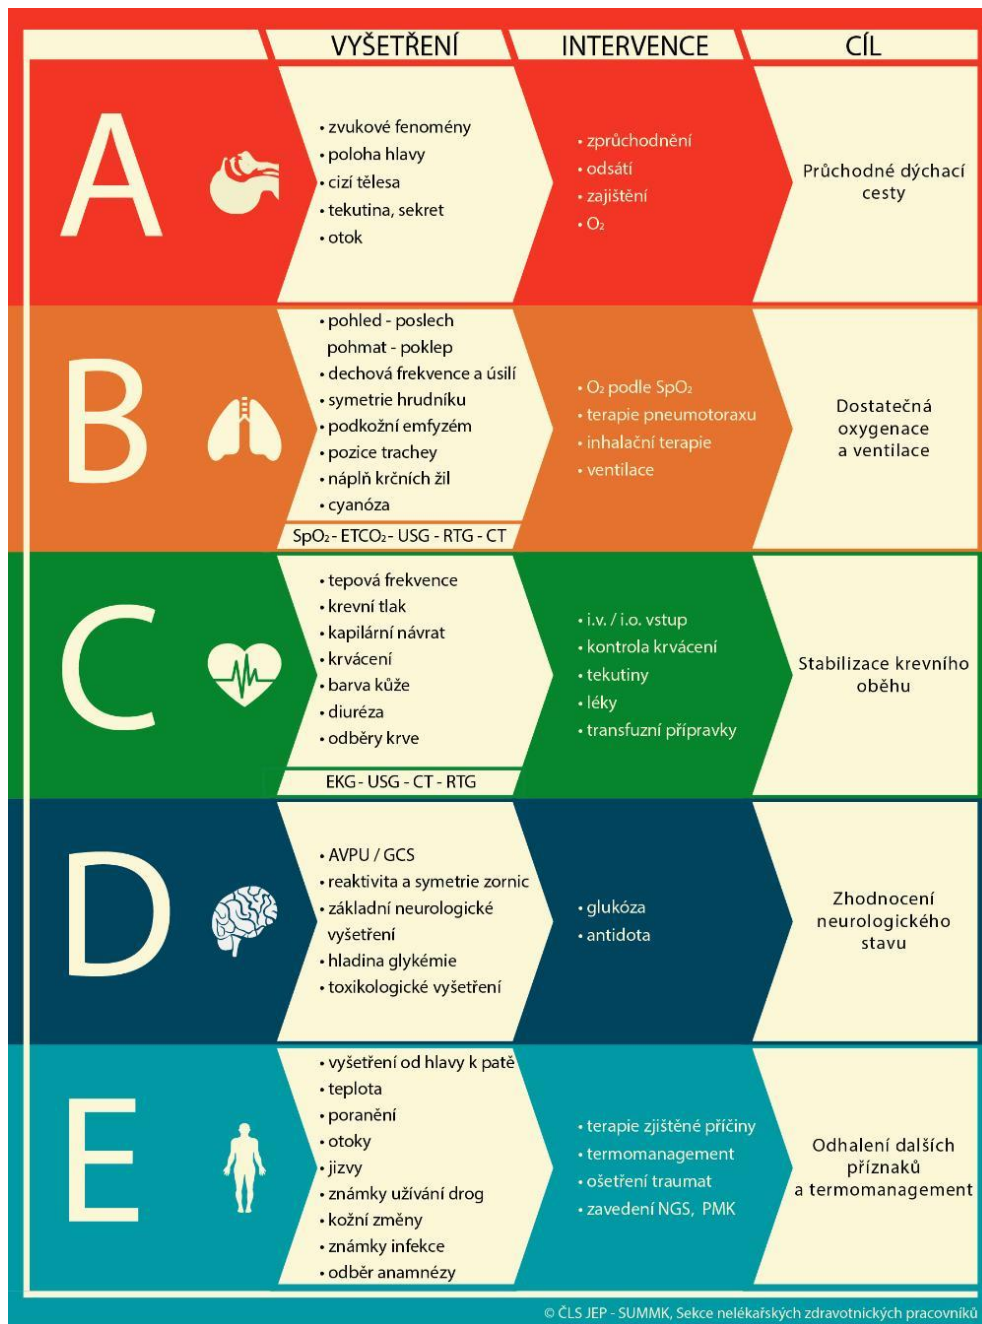 VYŠETŘENÍ
INTERVENCE
CÍL
A
• zvukové fenomény
• poloha hlavy
• cizí tělesa
• tekutina, sekret
• otok
• zprůchodnění
• odsátí
• zajištění
• O₂
Průchodné dýchací
cesty
B
• pohled - poslech
pohmat - poklep
• dechová frekvence a úsilí
• symetrie hrudníku
• podkožní emfyzém
• pozice trachey
• náplň krčních žil
• cyanóza
SpO₂ - ETCO₂ - USG - RTG - CT
• O₂ podle SpO₂
• terapie pneumotoraxu
• inhalační terapie
• ventilace
Dostatečná
oxygenace
a ventilace
C
• tepová frekvence
• krevní tlak
• kapilární návrat
• krvácení
• barva kůže
• diuréza
• odběry krve
EKG - USG - CT - RTG
• i.v. / i.o. vstup
• kontrola krvácení
• tekutiny
• léky
• transfuzní přípravky
Stabilizace krevního
oběhu
D
• AVPU / GCS
• reaktivita a symetrie zornic
• základní neurologické
vyšetření
• hladina glykémie
• toxikologické vyšetření
• glukóza
• antidota
Zhodnocení
neurologického
stavu
E
• vyšetření od hlavy k patě
• teplota
• poranění
• otoky
• jizvy
• známky užívání drog
• kožní změny
• známky infekce
• odběr anamnézy
• terapie zjištěné příčiny
• termomanagement
• ošetření traumat
• zavedení NGS, PMK
Odhalení dalších
příznaků
a termomanagement
© ČLS JEP - SUMMK, Sekce nelékařských zdravotnických pracovníků